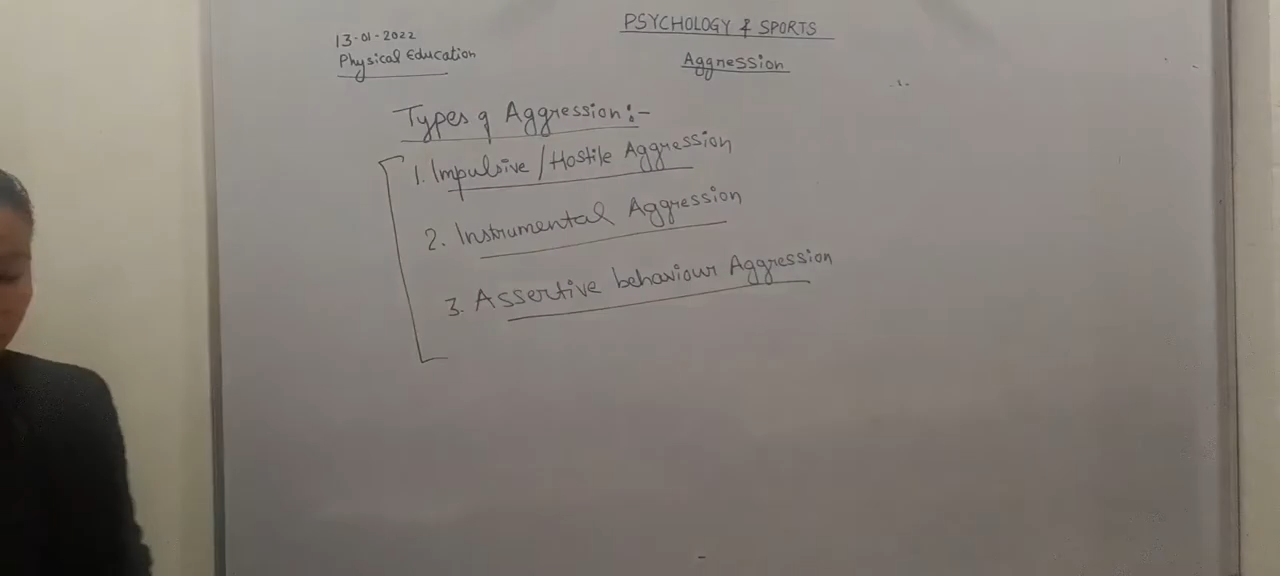 13-01-2022
Physical Education
PSYCHOLOGY & SPORTS
Aggression
Types of Aggression:-
1. Impulsive / Hostile Aggression
2. Instrumental Aggression
3. Assertive behaviour Aggression